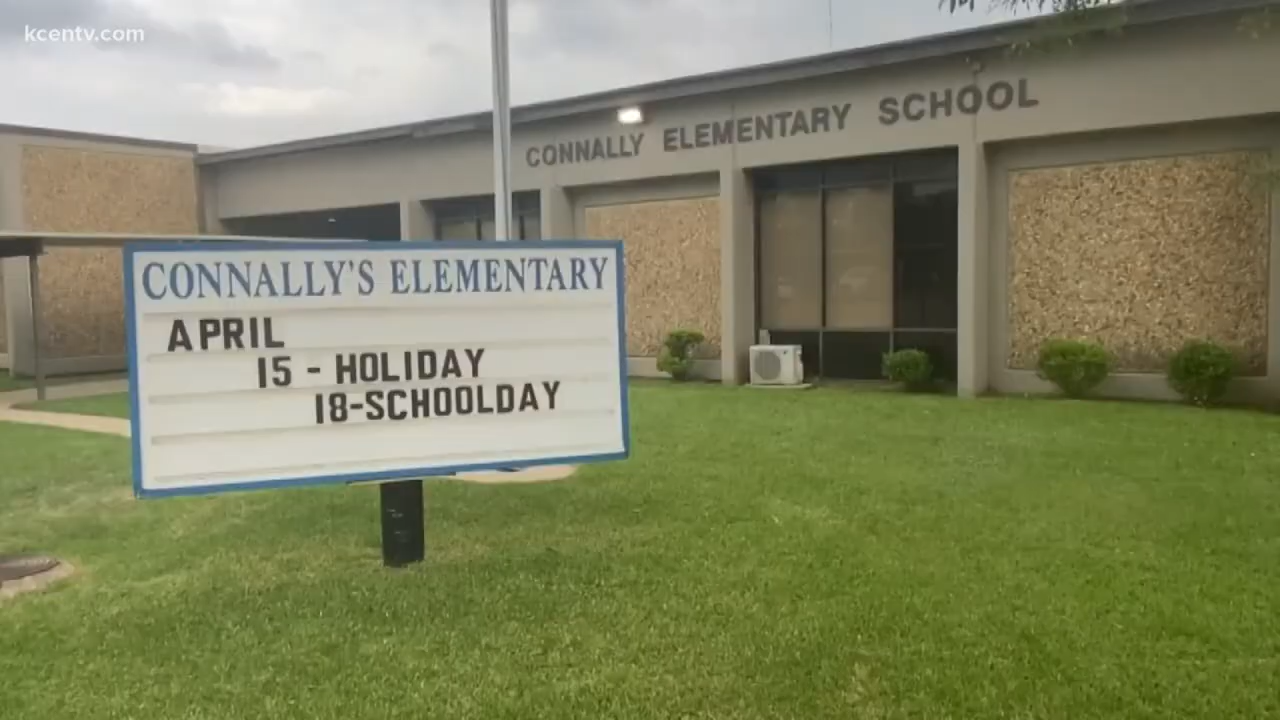 kcentv.com
CONNALLY ELEMENTARY SCHOOL
CONNALLY'S ELEMENTARY
APRIL
15 - HOLIDAY
18-SCHOOLDAY